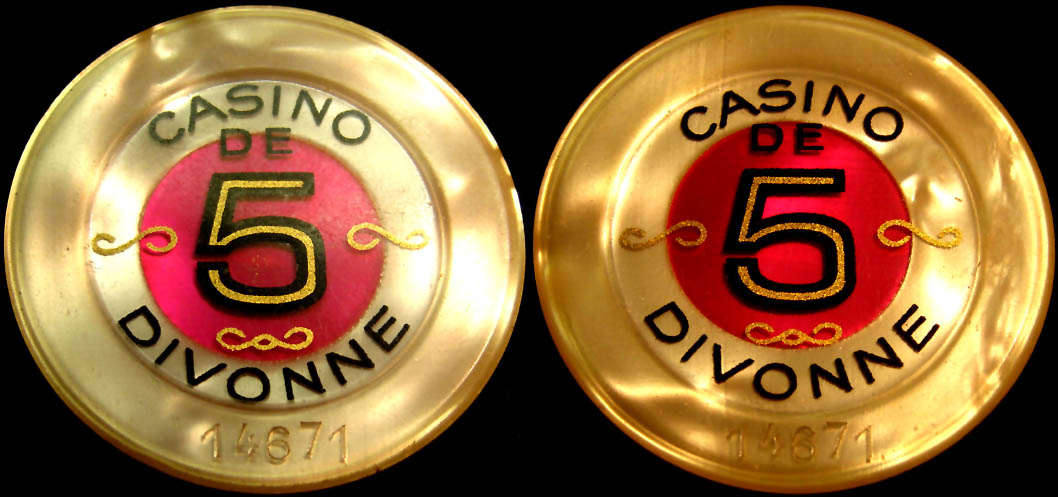 CASINO
DE
5
DIVONNE
14671
CASINO
DE
5
DIVONNE
14671